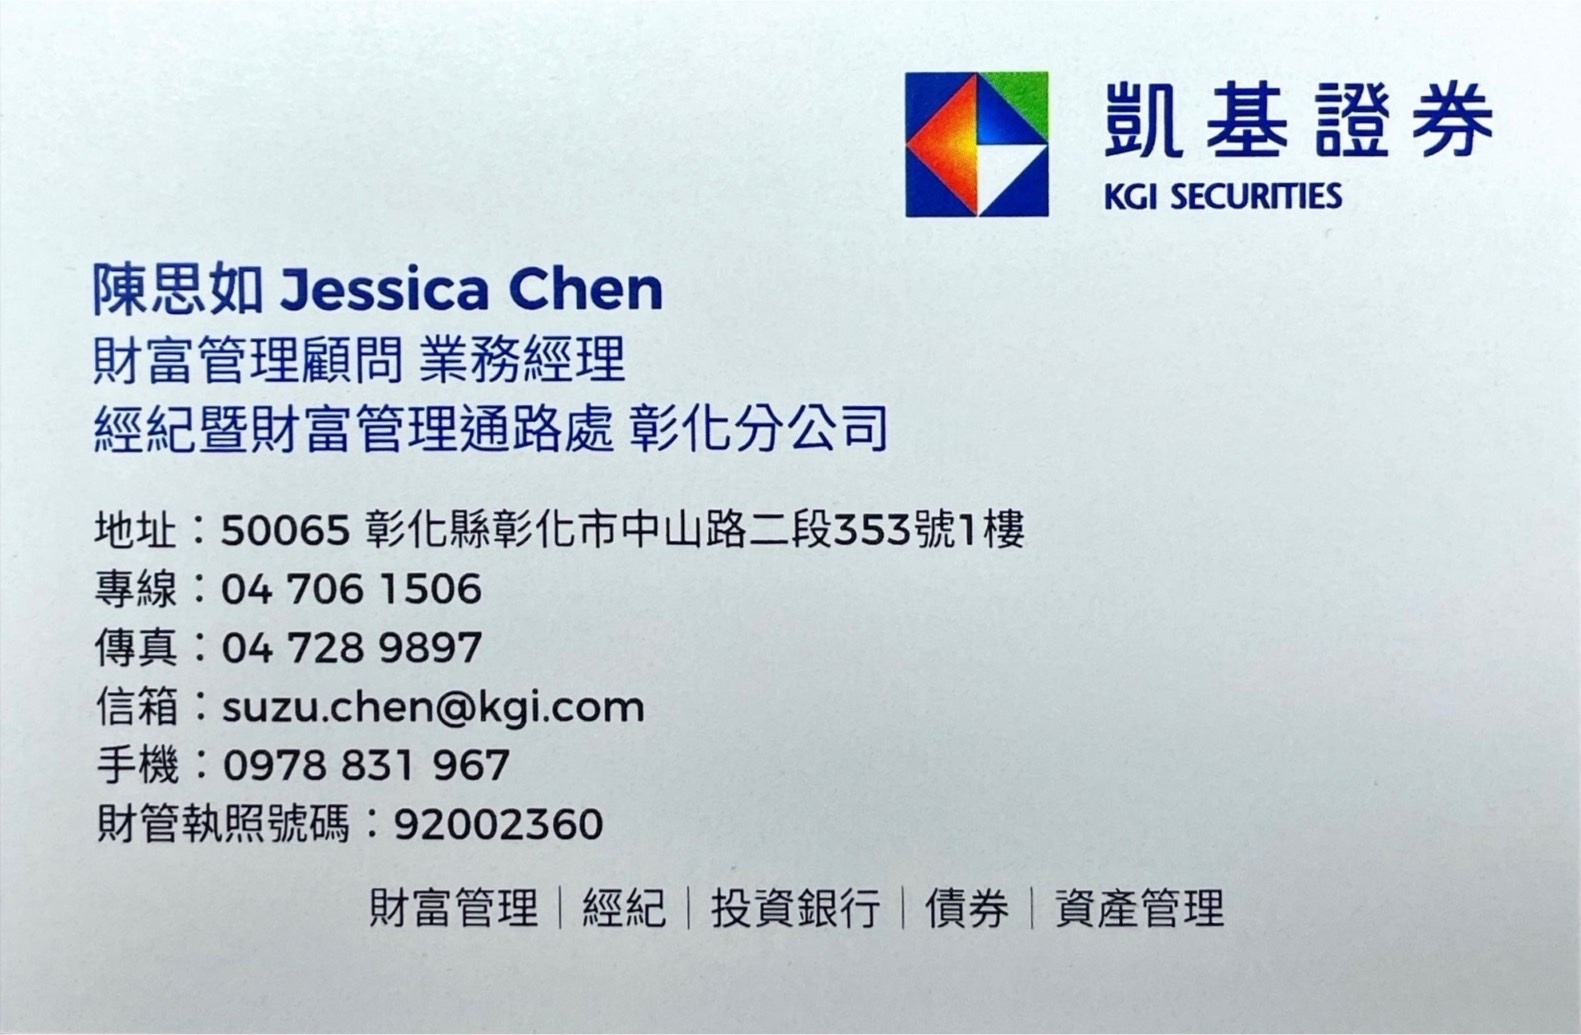 凱基證券
KGI SECURITIES
陳思如 Jessica Chen
財富管理顧問 業務經理
經紀暨財富管理通路處 彰化分公司
地址：50065 彰化縣彰化市中山路二段353號1樓
專線：04 706 1506
傳真：04 728 9897
信箱：suzu.chen@kgi.com
手機：0978 831 967
財管執照號碼：92002360
財富管理｜經紀｜投資銀行｜債券｜資產管理